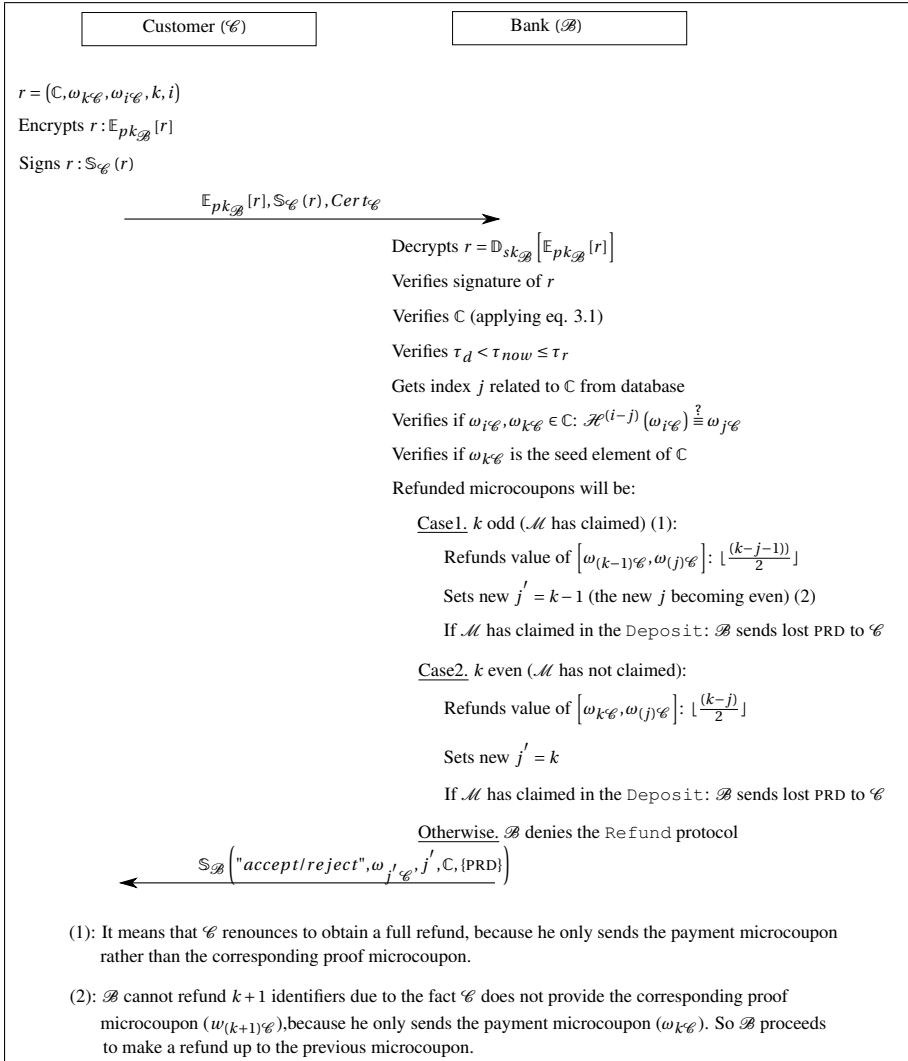 Customer (𝒞) Bank (ℬ)
r = (ℂ, ω_{k𝒞}, ω_{i𝒞}, k, i)
Encrypts r : 𝔼_{pk_ℬ}[r]
Signs r : 𝕊_𝒞(r)
𝔼_{pk_ℬ}[r], 𝕊_𝒞(r), Cert_𝒞
Decrypts r = 𝔻_{sk_ℬ}[𝔼_{pk_ℬ}[r]]
Verifies signature of r
Verifies ℂ (applying eq. 3.1)
Verifies τ_d < τ_{now} ≤ τ_r
Gets index j related to ℂ from database
Verifies if ω_{i𝒞}, ω_{k𝒞} ∈ ℂ: ℋ^{(i−j)}(ω_{i𝒞}) ≟ ω_{j𝒞}
Verifies if ω_{k𝒞} is the seed element of ℂ
Refunded microcoupons will be:
Case1. k odd (ℳ has claimed) (1):
Refunds value of [ω_{(k−1)𝒞}, ω_{(j)𝒞}]: ⌊(k−j−1))/2⌋
Sets new j′ = k−1 (the new j becoming even) (2)
If ℳ has claimed in the Deposit: ℬ sends lost PRD to 𝒞
Case2. k even (ℳ has not claimed):
Refunds value of [ω_{k𝒞}, ω_{(j)𝒞}]: ⌊(k−j)/2⌋
Sets new j′ = k
If ℳ has claimed in the Deposit: ℬ sends lost PRD to 𝒞
Otherwise. ℬ denies the Refund protocol
𝕊_ℬ("accept/reject", ω_{j′𝒞}, j′, ℂ, {PRD})
(1): It means that 𝒞 renounces to obtain a full refund, because he only sends the payment microcoupon
rather than the corresponding proof microcoupon.
(2): ℬ cannot refund k+1 identifiers due to the fact 𝒞 does not provide the corresponding proof
microcoupon (w_{(k+1)𝒞}),because he only sends the payment microcoupon (ω_{k𝒞}). So ℬ proceeds
to make a refund up to the previous microcoupon.